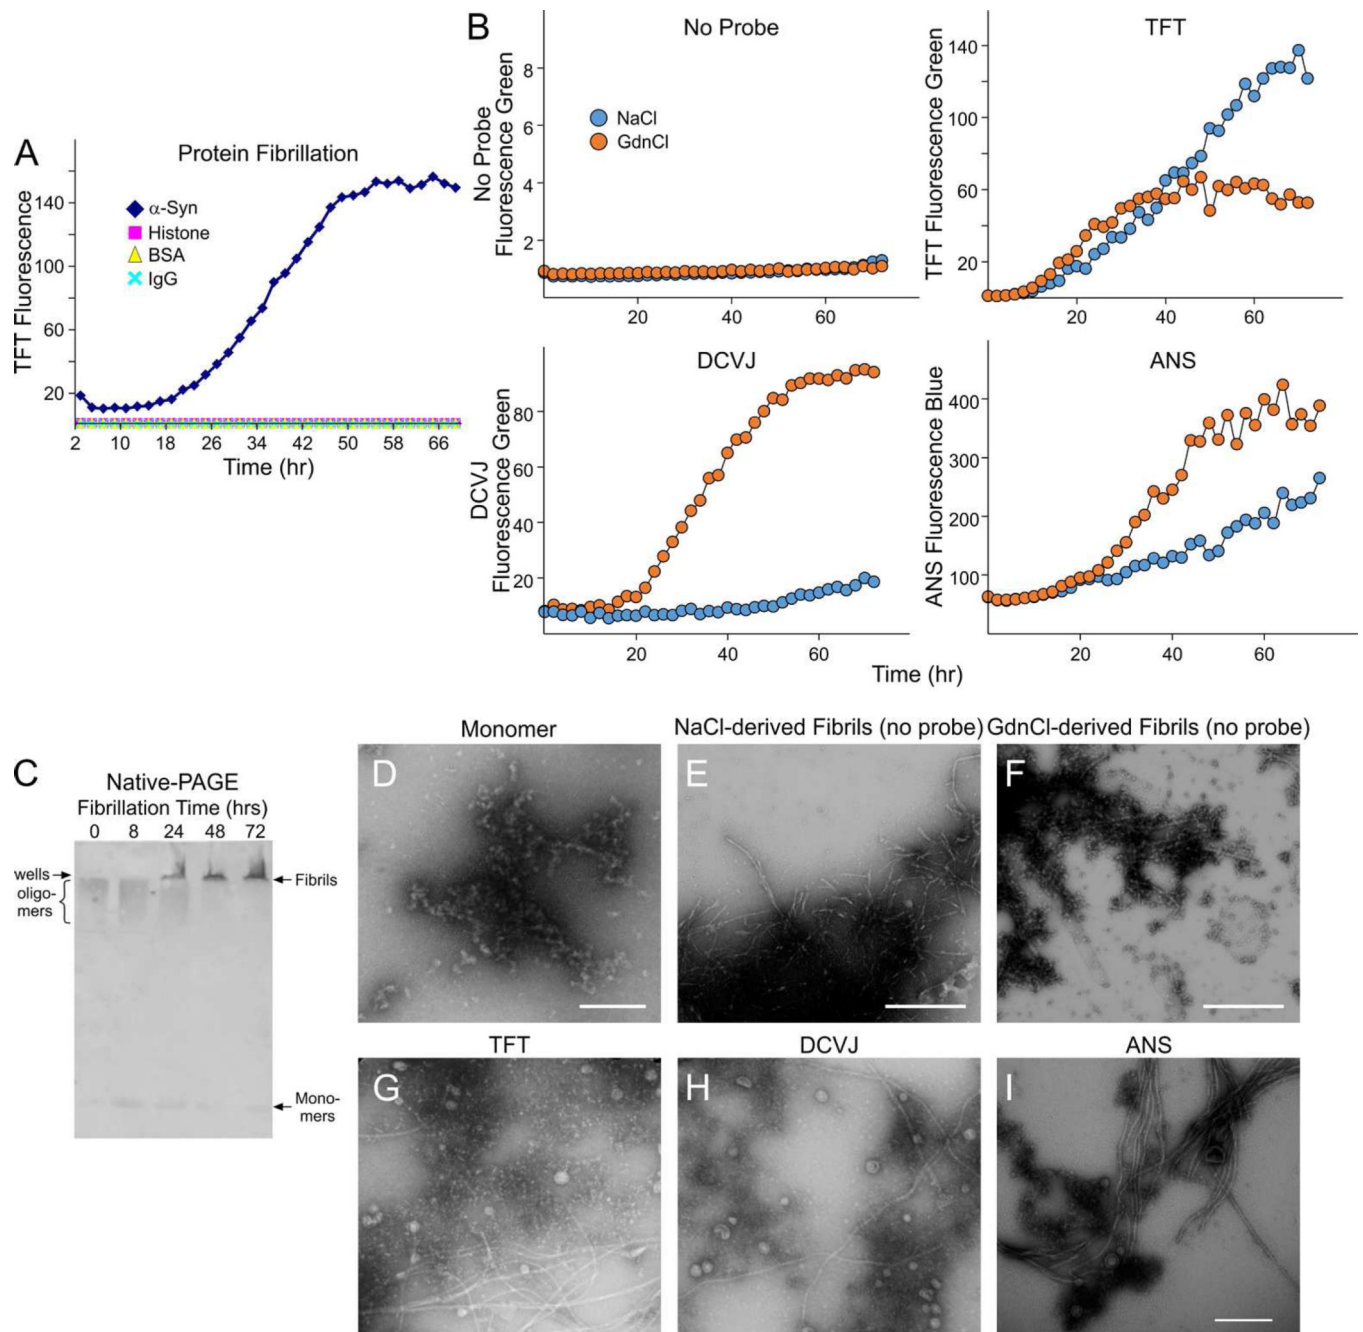 A
Protein Fibrillation
TFT Fluorescence
140
100
60
20
α-Syn
Histone
BSA
IgG
2 10 18 26 34 42 50 58 66
Time (hr)
B
No Probe
No Probe
Fluorescence Green
8
6
4
2
NaCl
GdnCl
20 40 60
TFT
TFT Fluorescence Green
140
100
60
20
20 40 60
DCVJ
DCVJ
Fluorescence Green
80
60
40
20
20 40 60
ANS
ANS Fluorescence Blue
400
300
200
100
20 40 60
Time (hr)
C
Native-PAGE
Fibrillation Time (hrs)
0 8 24 48 72
wells
oligo-
mers
Fibrils
Mono-
mers
Monomer
D
NaCl-derived Fibrils (no probe)
E
GdnCl-derived Fibrils (no probe)
F
TFT
G
DCVJ
H
ANS
I